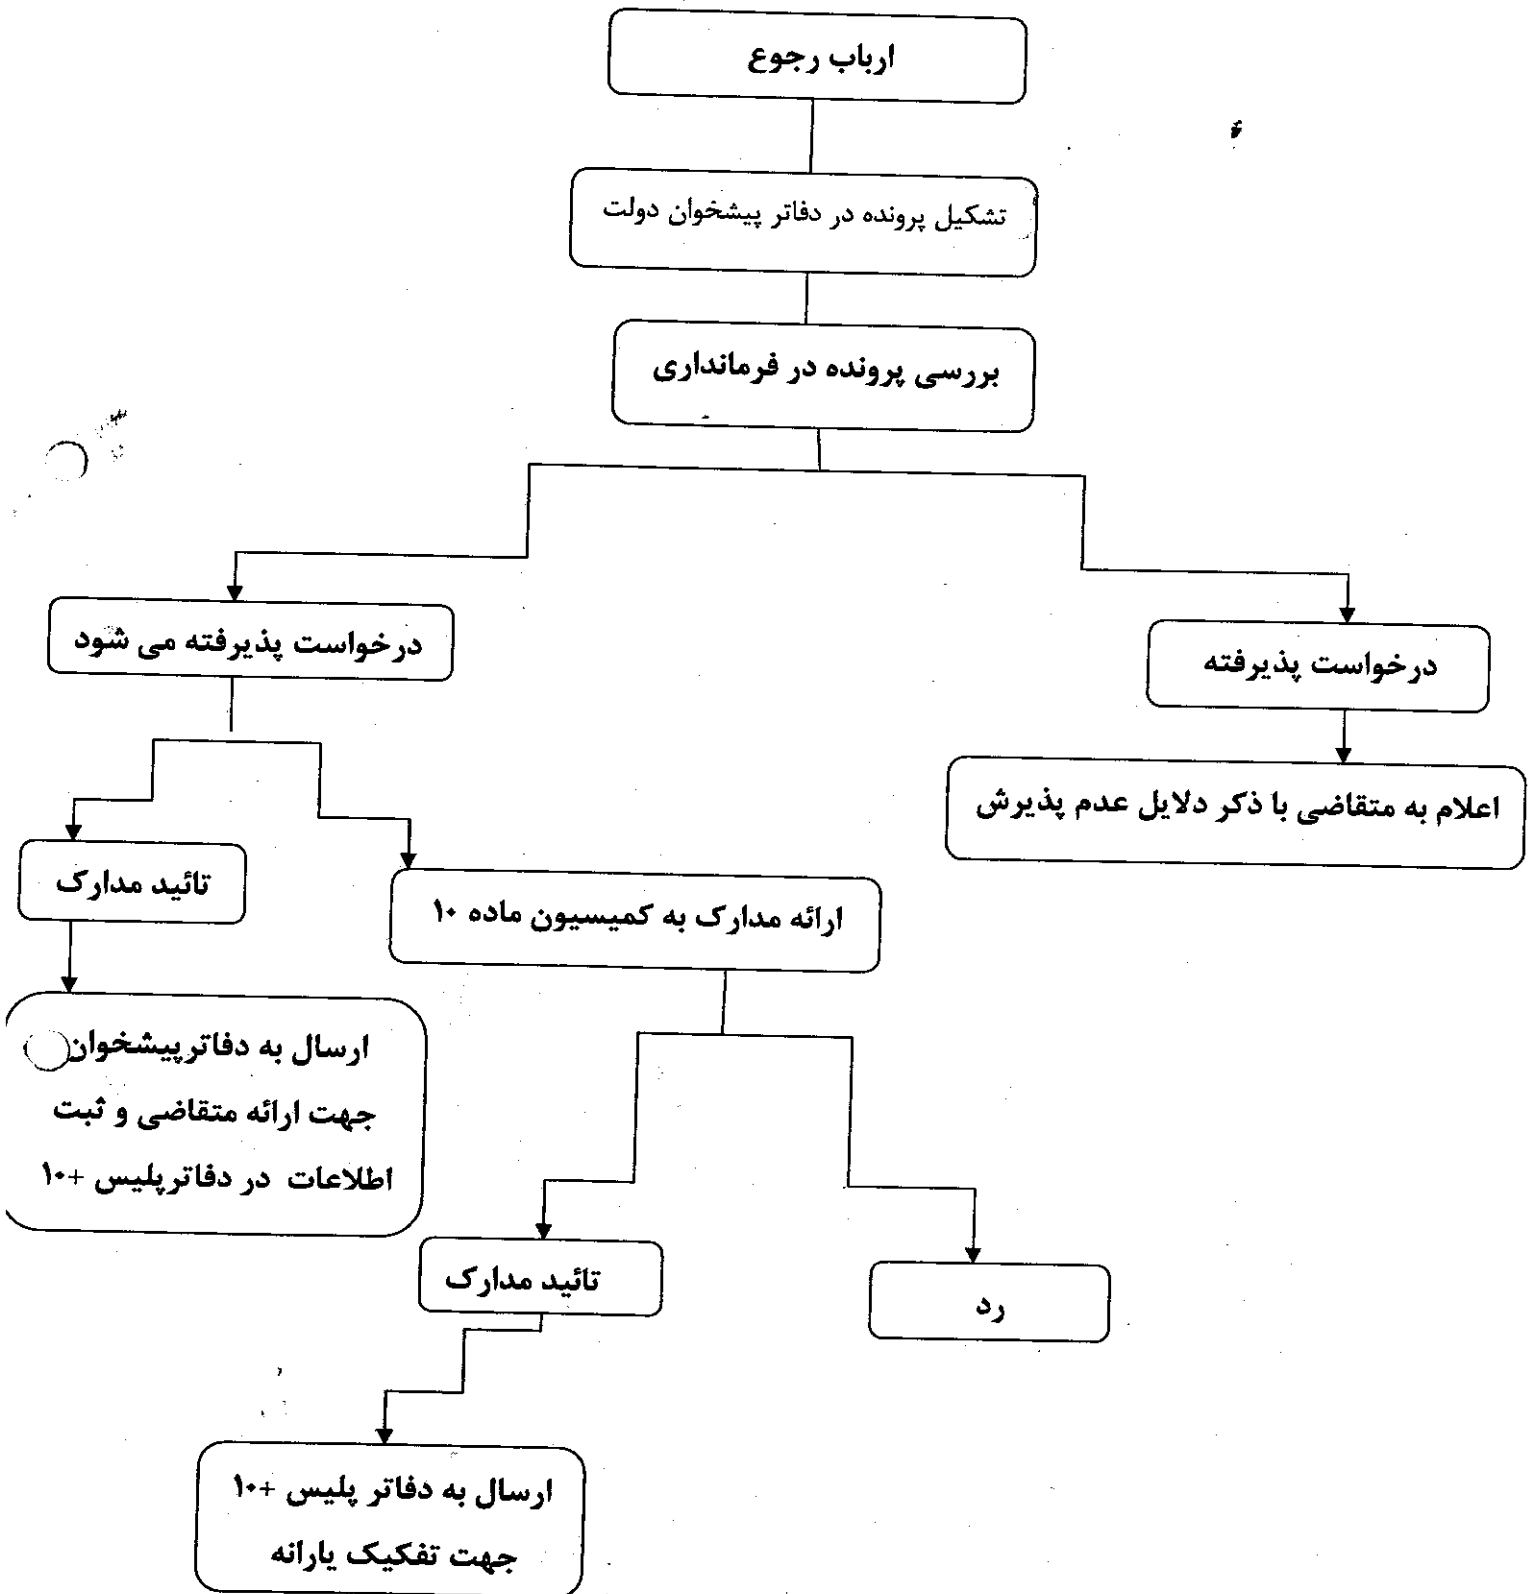 ارباب رجوع
تشکیل پرونده در دفاتر پیشخوان دولت
بررسی پرونده در فرمانداری
درخواست پذیرفته
اعلام به متقاضی با ذکر دلایل عدم پذیرش
درخواست پذیرفته می شود
تائید مدارک
ارسال به دفاترپیشخوان
جهت ارائه متقاضی و ثبت
اطلاعات در دفاترپلیس +۱۰
ارائه مدارک به کمیسیون ماده ۱۰
رد
تائید مدارک
ارسال به دفاتر پلیس +۱۰
جهت تفکیک یارانه